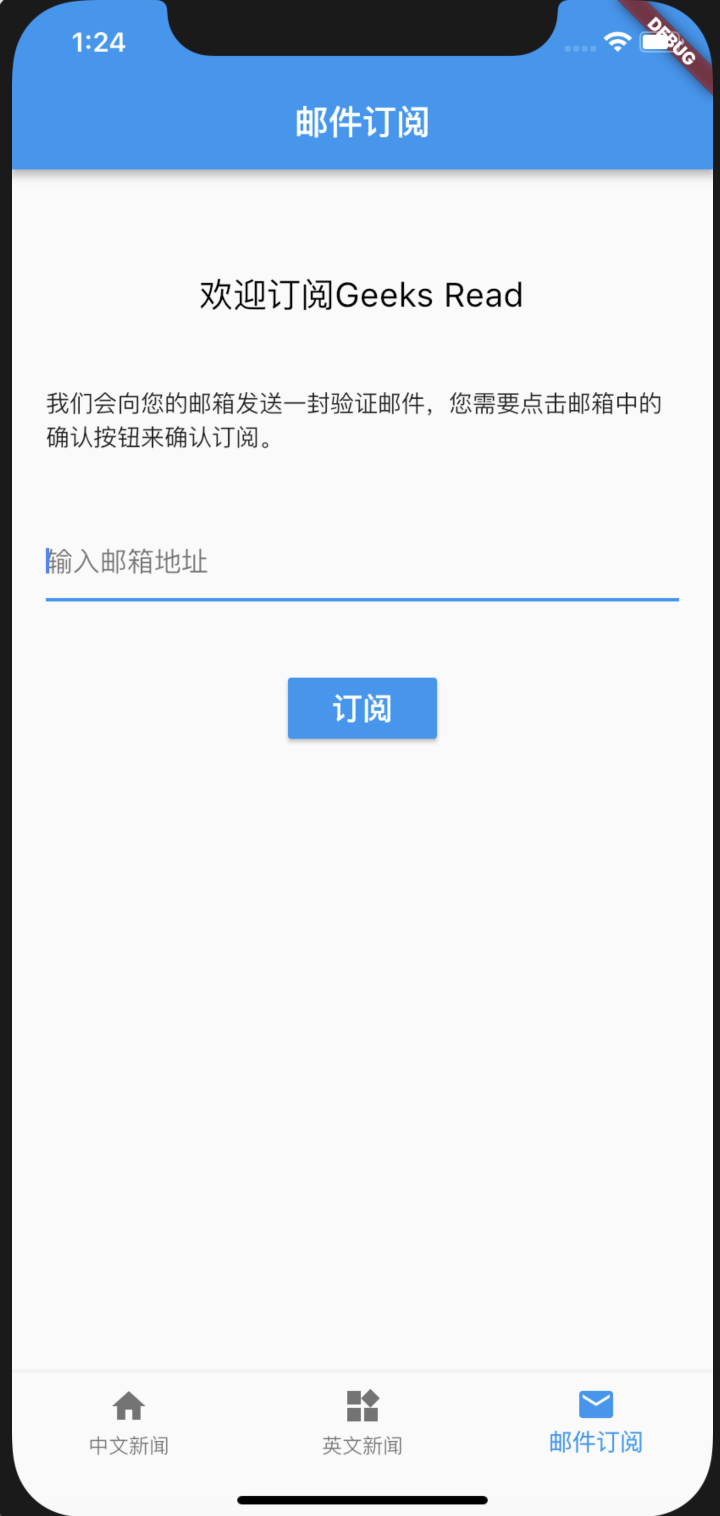 1:24
DEBUG
邮件订阅
欢迎订阅Geeks Read
我们会向您的邮箱发送一封验证邮件，您需要点击邮箱中的
确认按钮来确认订阅。
输入邮箱地址
订阅
中文新闻
英文新闻
邮件订阅